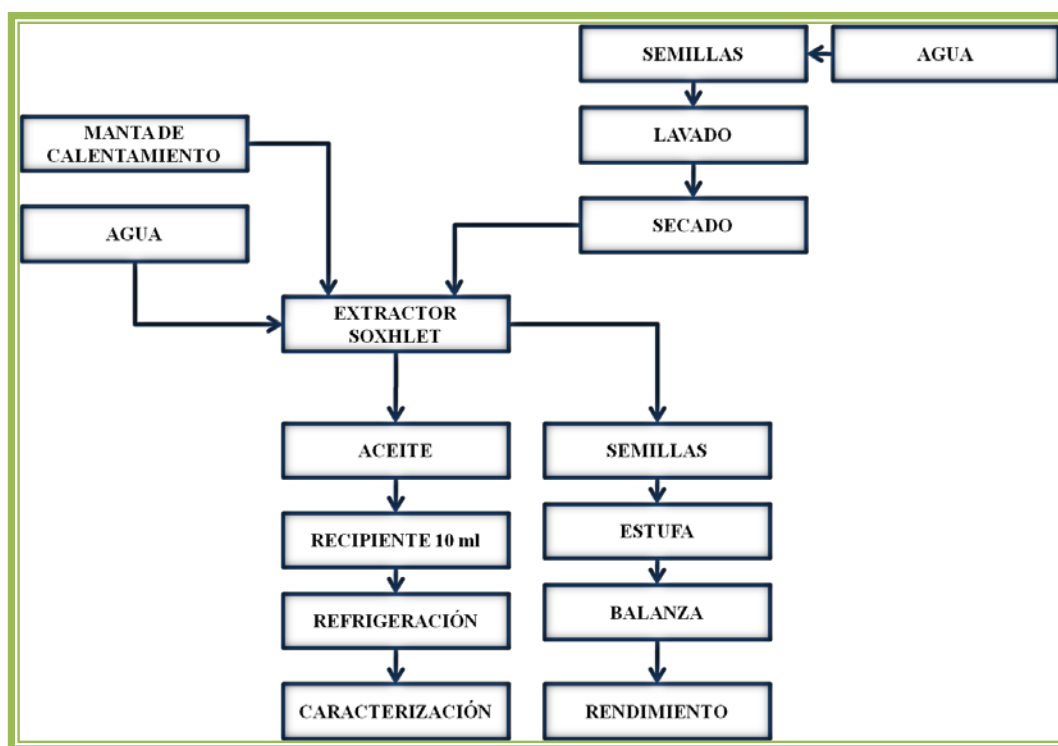 SEMILLAS
AGUA
LAVADO
MANTA DE
CALENTAMIENTO
AGUA
SECADO
EXTRACTOR
SOXHLET
ACEITE
SEMILLAS
RECIPIENTE 10 ml
ESTUFA
REFRIGERACIÓN
BALANZA
CARACTERIZACIÓN
RENDIMIENTO